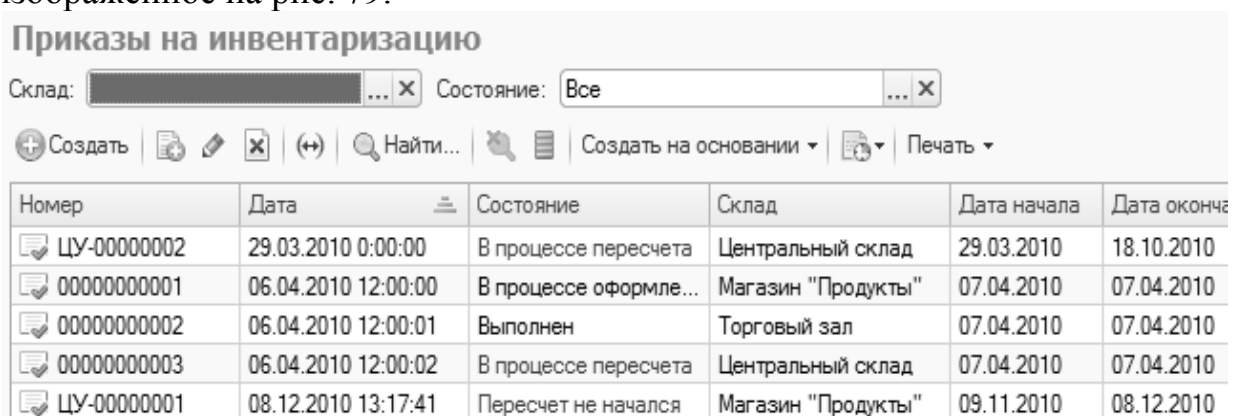 изображенное на рис. 79.
Приказы на инвентаризацию
Склад: ... × Состояние: Все ... ×
Создать Найти... Создать на основании Печать
Номер Дата Состояние Склад Дата начала Дата оконча
ЦУ-00000002 29.03.2010 0:00:00 В процессе пересчета Центральный склад 29.03.2010 18.10.2010
00000000001 06.04.2010 12:00:00 В процессе оформле... Магазин "Продукты" 07.04.2010 07.04.2010
00000000002 06.04.2010 12:00:01 Выполнен Торговый зал 07.04.2010 07.04.2010
00000000003 06.04.2010 12:00:02 В процессе пересчета Центральный склад 07.04.2010 07.04.2010
ЦУ-00000001 08.12.2010 13:17:41 Пересчет не начался Магазин "Продукты" 09.11.2010 08.12.2010